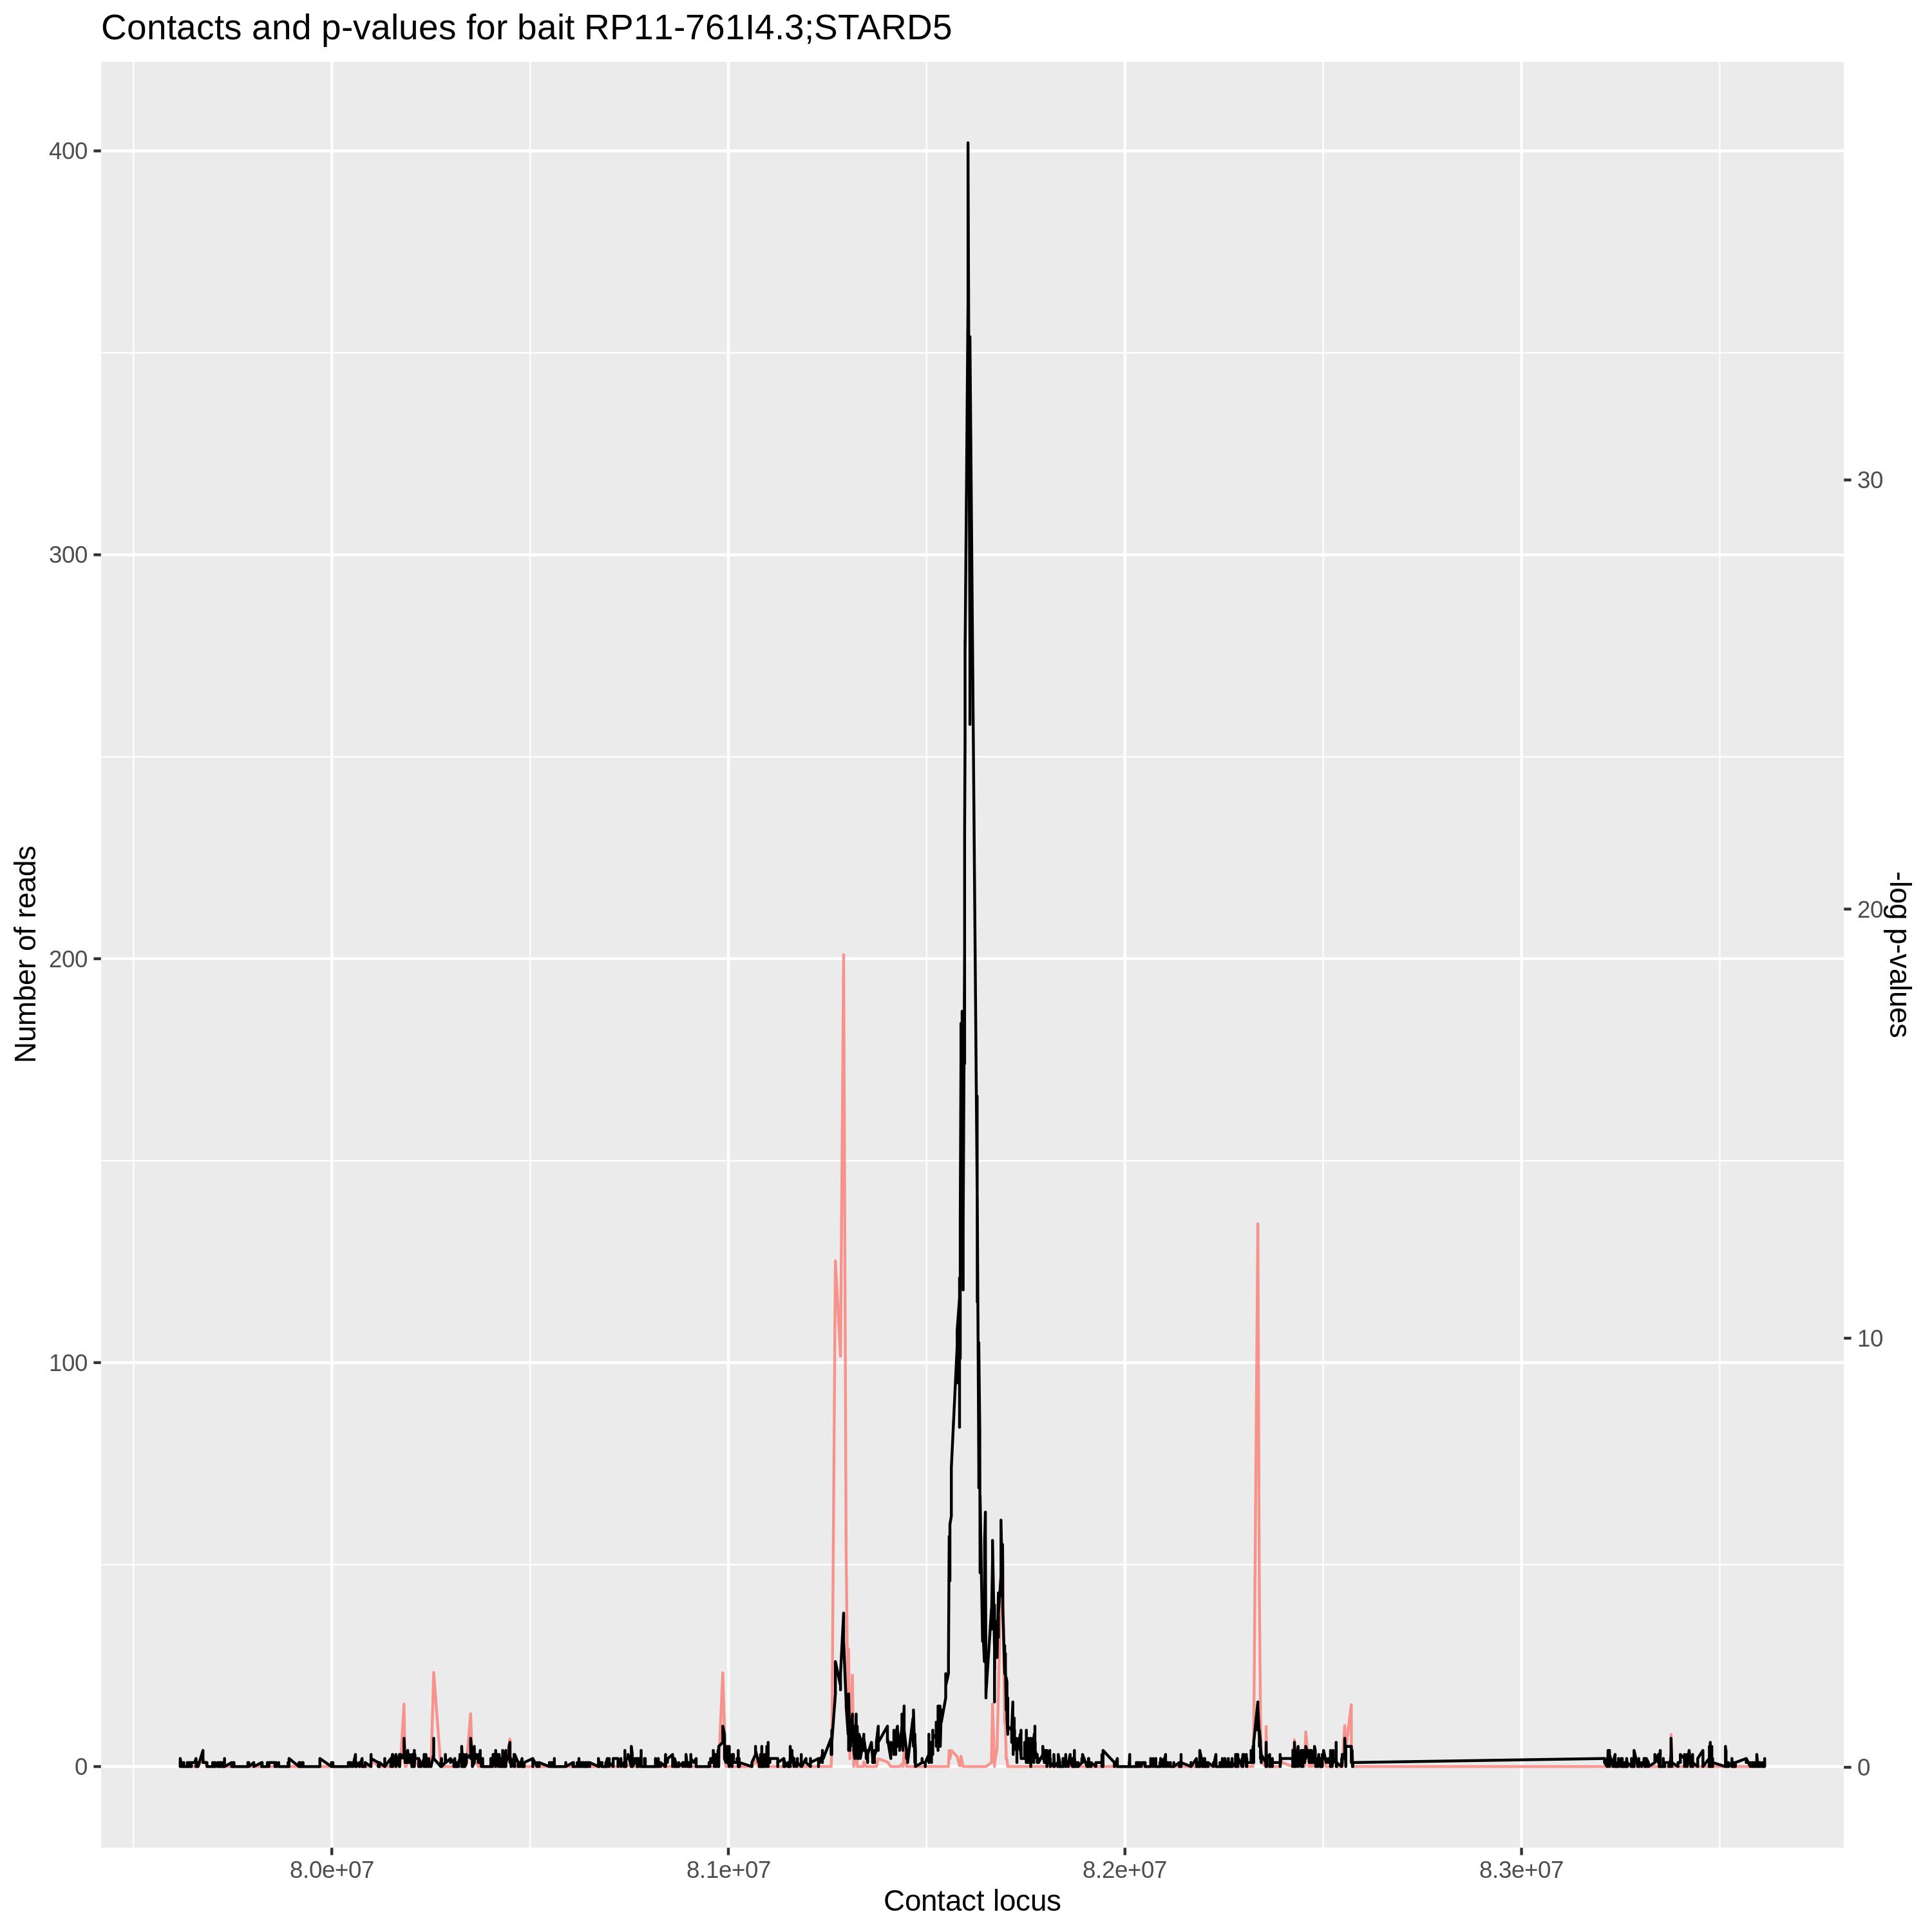 Contacts and p-values for bait RP11-761I4.3;STARD5
400
300
200
100
0
Number of reads
30
20
10
0
-log p-values
8.0e+07
8.1e+07
8.2e+07
8.3e+07
Contact locus